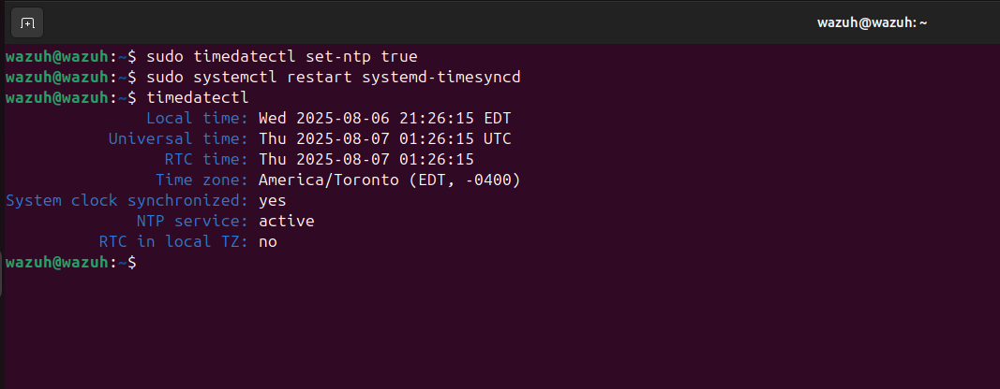 wazuh@wazuh: ~
wazuh@wazuh:~$ sudo timedatectl set-ntp true
wazuh@wazuh:~$ sudo systemctl restart systemd-timesyncd
wazuh@wazuh:~$ timedatectl
Local time: Wed 2025-08-06 21:26:15 EDT
Universal time: Thu 2025-08-07 01:26:15 UTC
RTC time: Thu 2025-08-07 01:26:15
Time zone: America/Toronto (EDT, -0400)
System clock synchronized: yes
NTP service: active
RTC in local TZ: no
wazuh@wazuh:~$